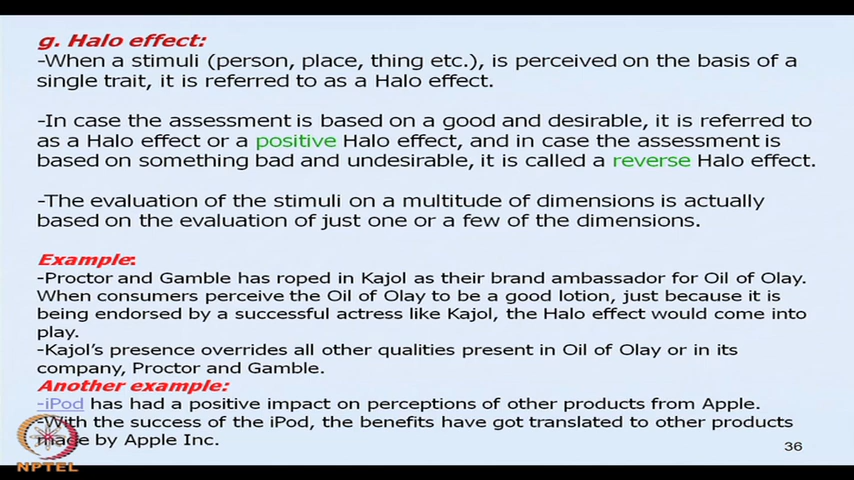 g. Halo effect:
-When a stimuli (person, place, thing etc.), is perceived on the basis of a
single trait, it is referred to as a Halo effect.
-In case the assessment is based on a good and desirable, it is referred to
as a Halo effect or a positive Halo effect, and in case the assessment is
based on something bad and undesirable, it is called a reverse Halo effect.
-The evaluation of the stimuli on a multitude of dimensions is actually
based on the evaluation of just one or a few of the dimensions.
Example:
-Proctor and Gamble has roped in Kajol as their brand ambassador for Oil of Olay.
When consumers perceive the Oil of Olay to be a good lotion, just because it is
being endorsed by a successful actress like Kajol, the Halo effect would come into
play.
-Kajol's presence overrides all other qualities present in Oil of Olay or in its
company, Proctor and Gamble.
Another example:
-iPod has had a positive impact on perceptions of other products from Apple.
-With the success of the iPod, the benefits have got translated to other products
made by Apple Inc.
36
NPTEL